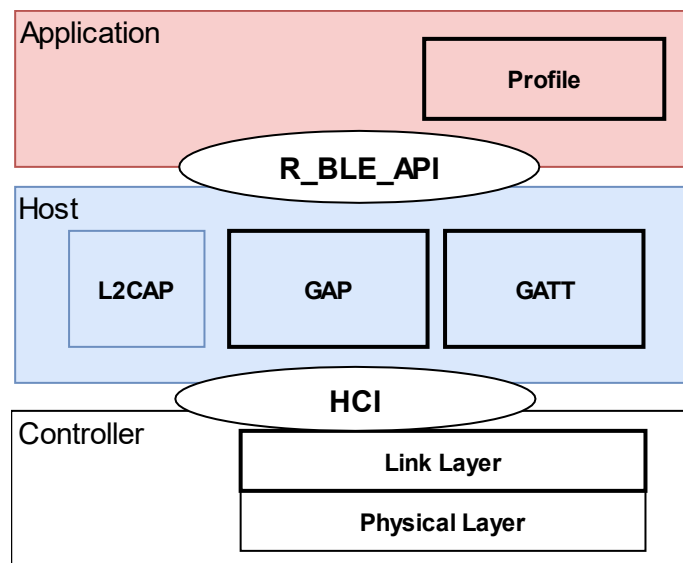 Application
Profile
R_BLE_API
Host
L2CAP
GAP
GATT
HCI
Controller
Link Layer
Physical Layer